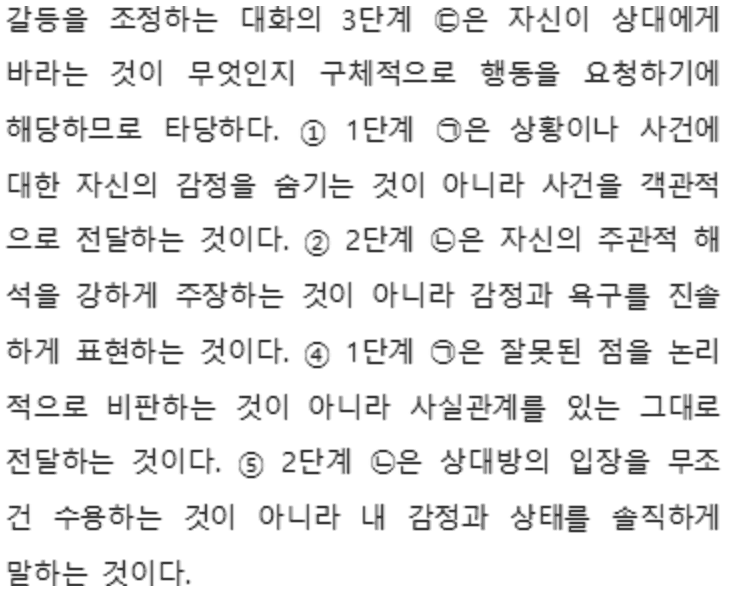 갈등을 조정하는 대화의 3단계 ㉢은 자신이 상대에게
바라는 것이 무엇인지 구체적으로 행동을 요청하기에
해당하므로 타당하다. ① 1단계 ㉠은 상황이나 사건에
대한 자신의 감정을 숨기는 것이 아니라 사건을 객관적
으로 전달하는 것이다. ② 2단계 ㉡은 자신의 주관적 해
석을 강하게 주장하는 것이 아니라 감정과 욕구를 진솔
하게 표현하는 것이다. ④ 1단계 ㉠은 잘못된 점을 논리
적으로 비판하는 것이 아니라 사실관계를 있는 그대로
전달하는 것이다. ⑤ 2단계 ㉡은 상대방의 입장을 무조
건 수용하는 것이 아니라 내 감정과 상태를 솔직하게
말하는 것이다.